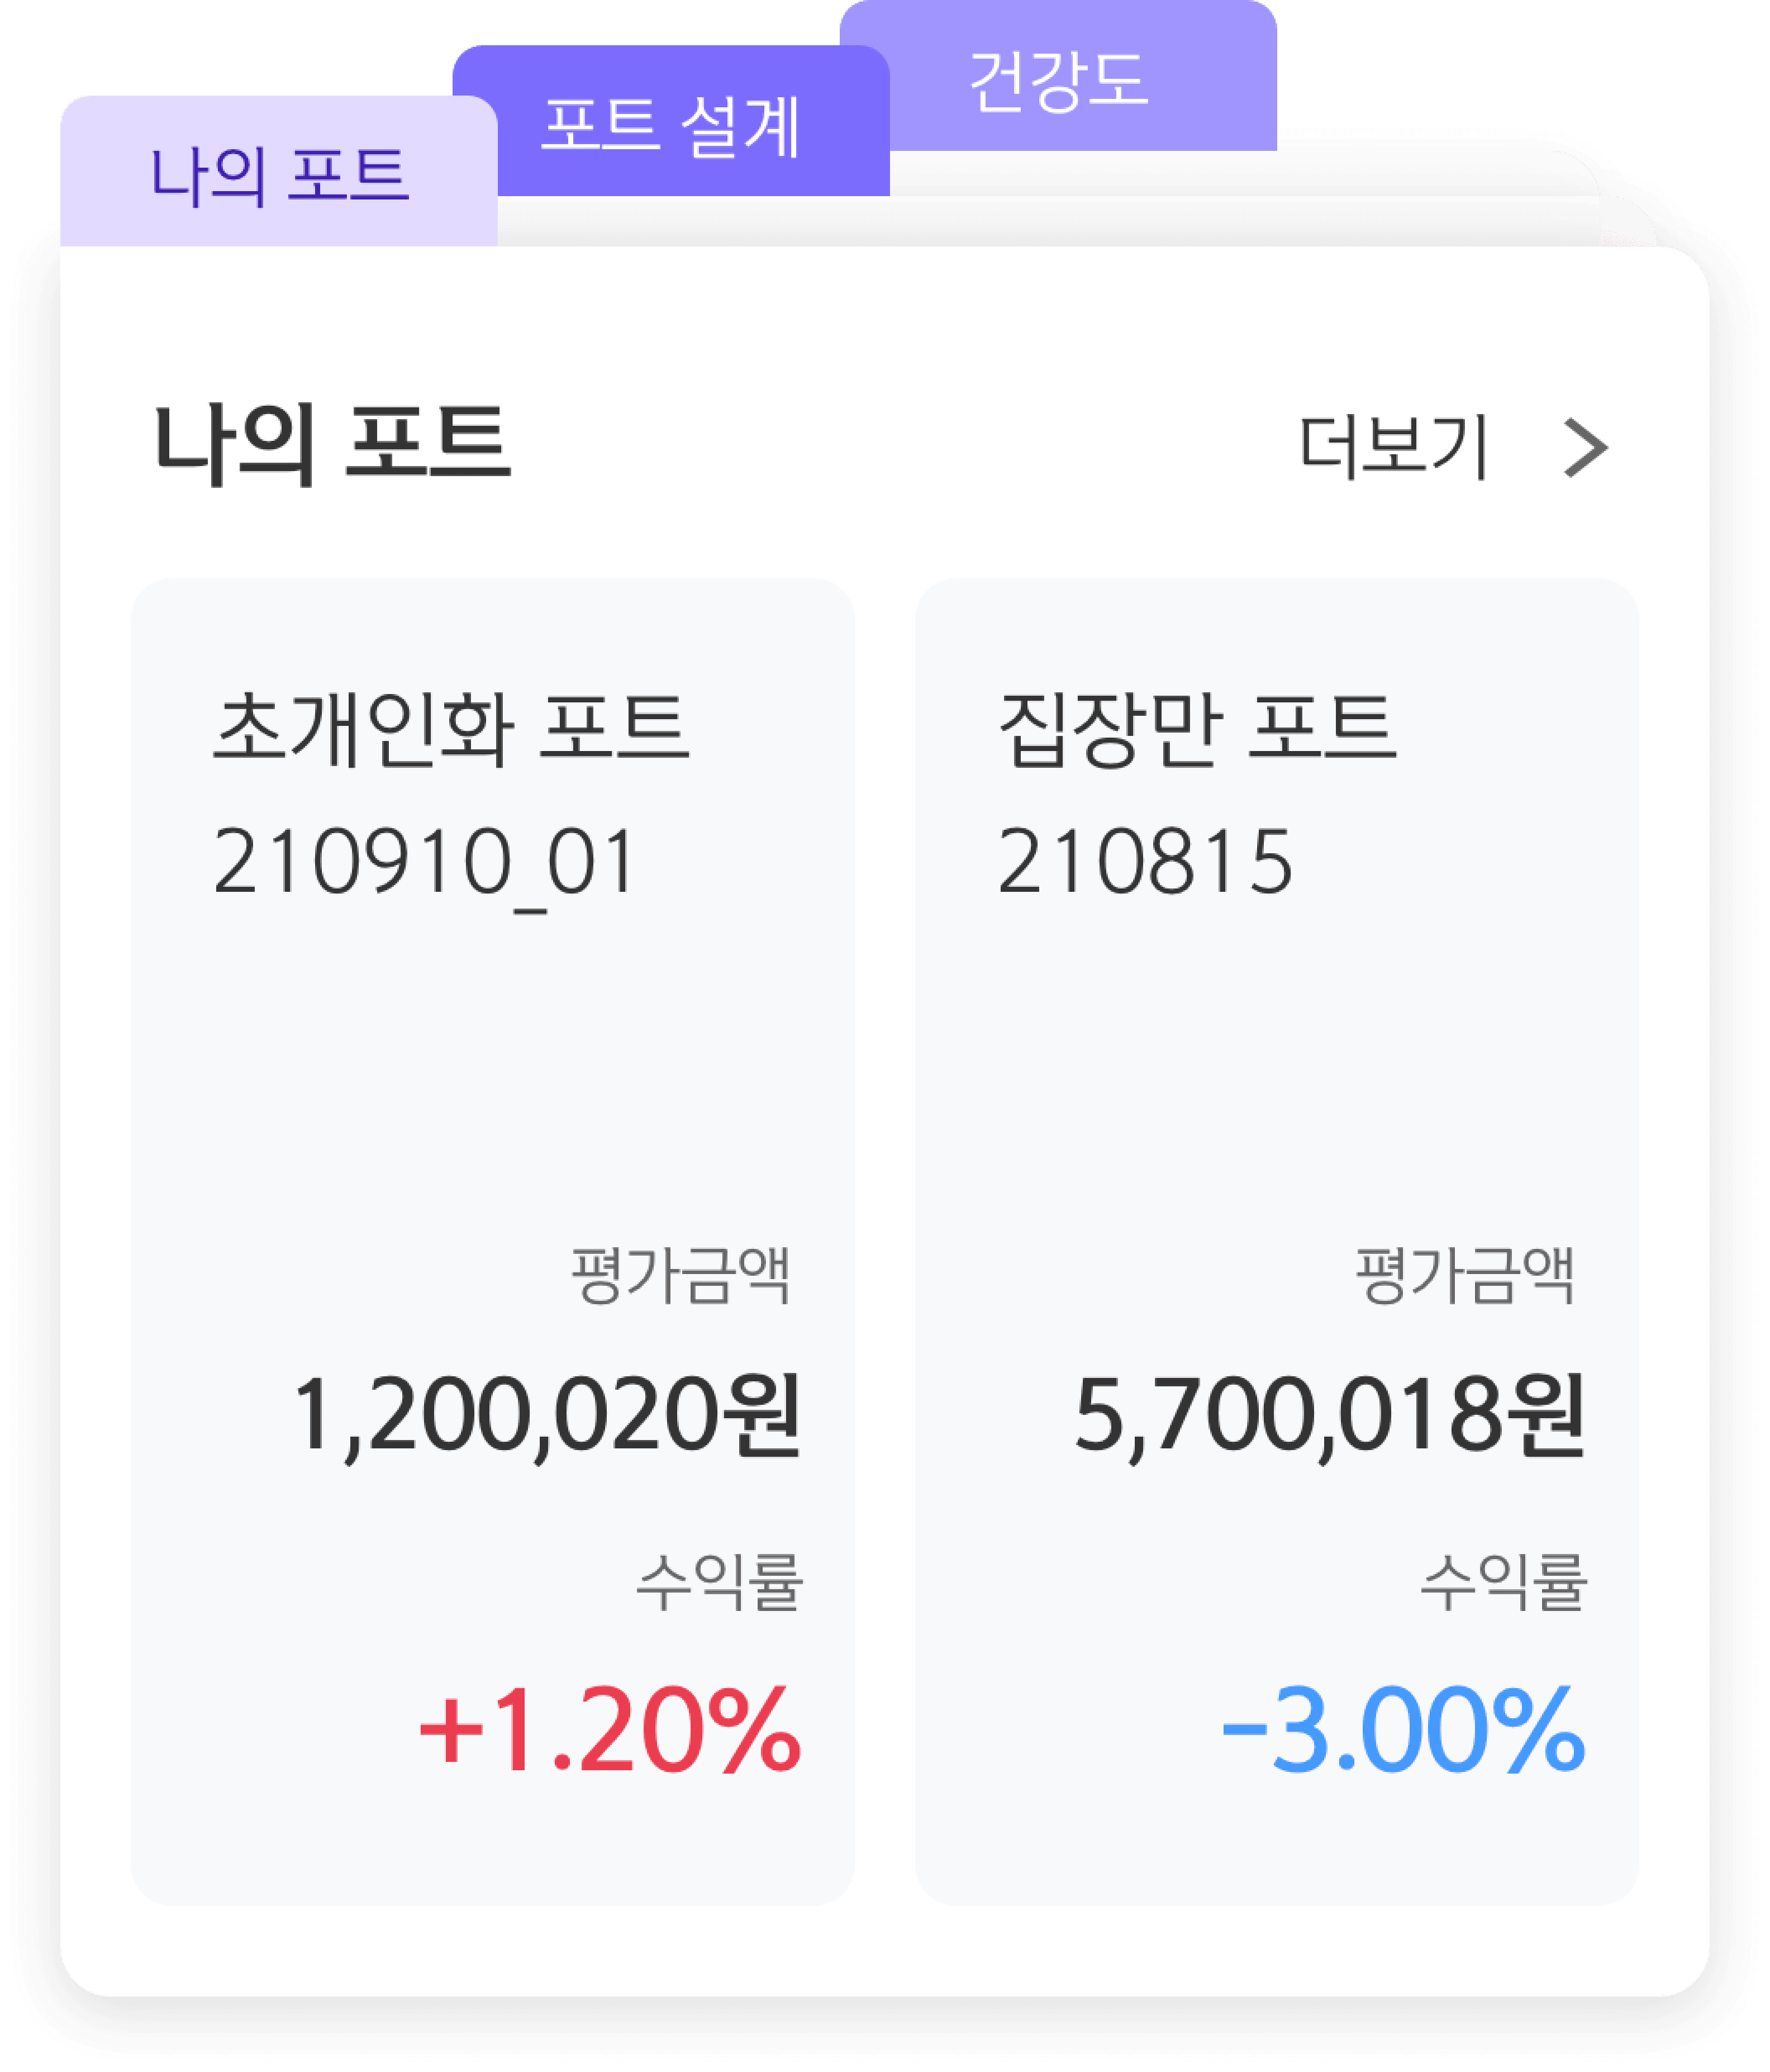 나의 포트
포트 설계
건강도
나의 포트
더보기
초개인화 포트
210910_01
평가금액
1,200,020원
수익률
+1.20%
집장만 포트
210815
평가금액
5,700,018원
수익률
-3.00%